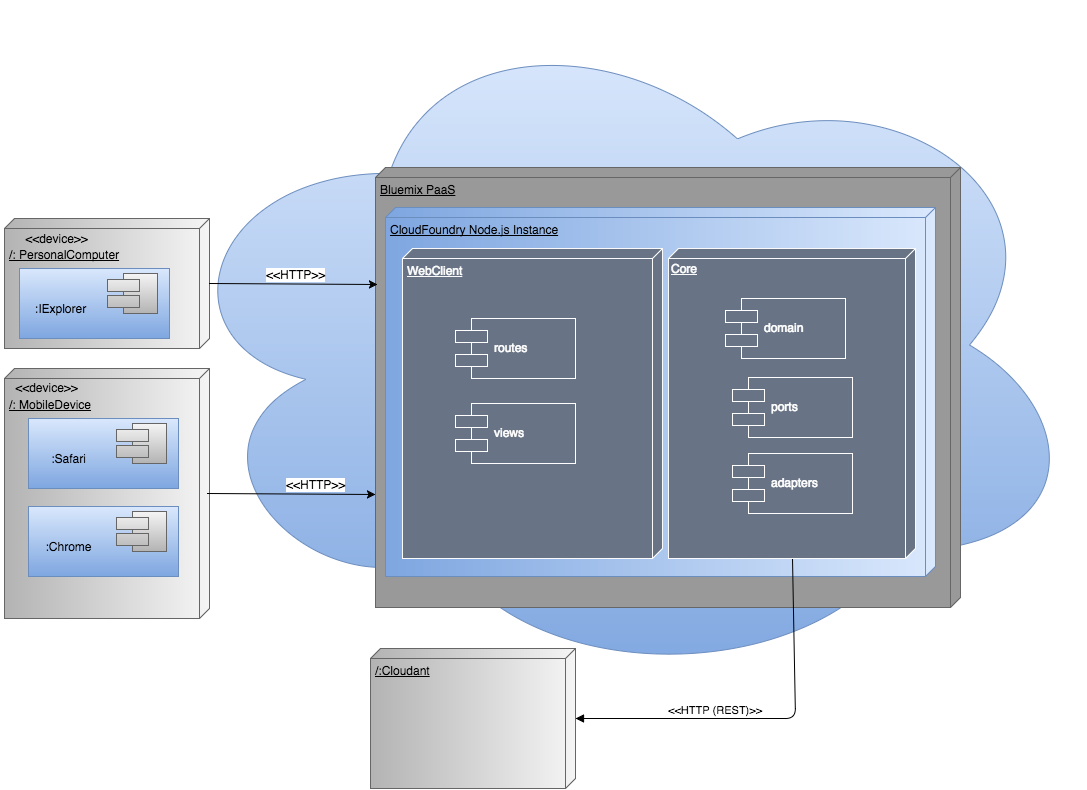 Bluemix PaaS
CloudFoundry Node.js Instance
<<device>>
/: PersonalComputer
:IExplorer
<<HTTP>>
WebClient
routes
views
Core
domain
ports
adapters
<<device>>
/: MobileDevice
:Safari
:Chrome
<<HTTP>>
/:Cloudant
<<HTTP (REST)>>